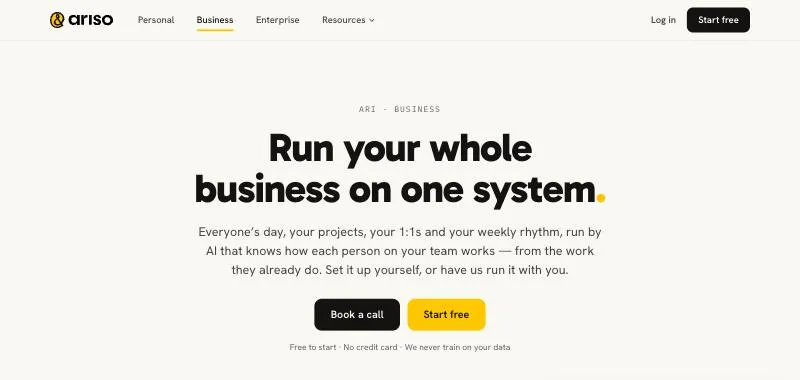 ariso
Personal
Business
Enterprise
Resources
Log in
Start free
ARI · BUSINESS
Run your whole
business on one system.
Everyone’s day, your projects, your 1:1s and your weekly rhythm, run by
AI that knows how each person on your team works — from the work
they already do. Set it up yourself, or have us run it with you.
Book a call
Start free
Free to start · No credit card · We never train on your data